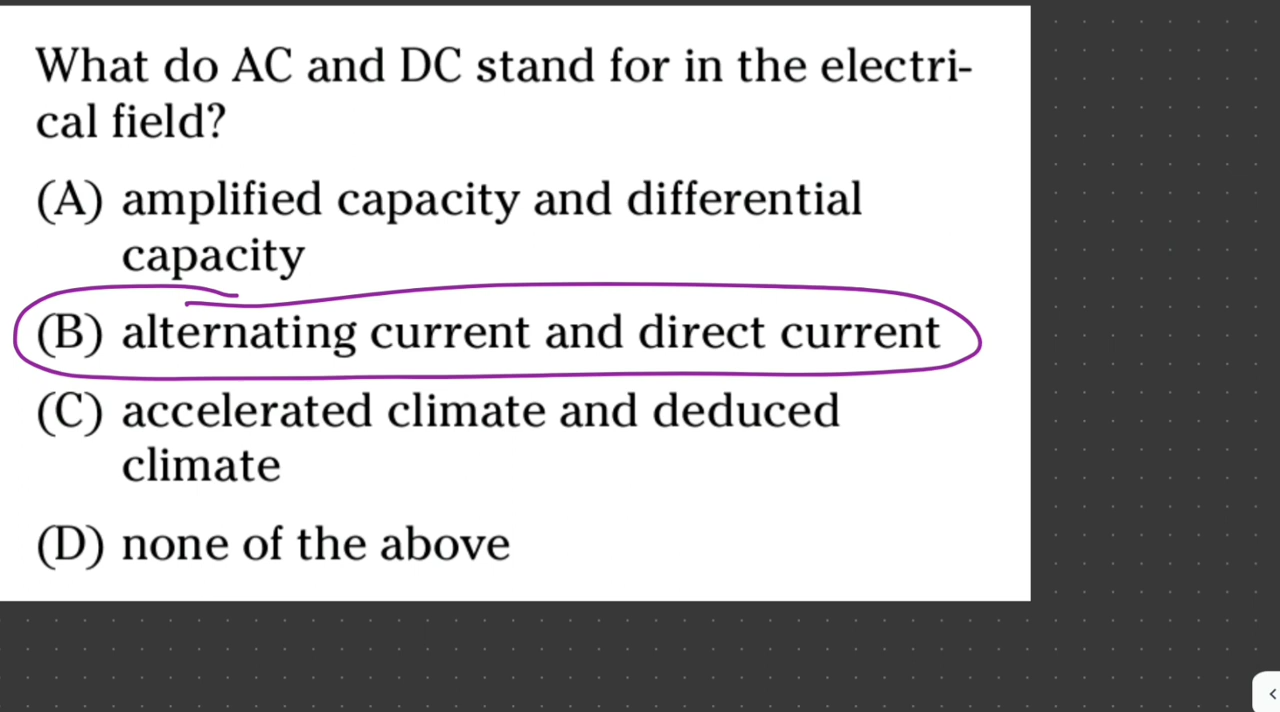 What do AC and DC stand for in the electri-
cal field?
(A) amplified capacity and differential
capacity
(B) alternating current and direct current
(C) accelerated climate and deduced
climate
(D) none of the above